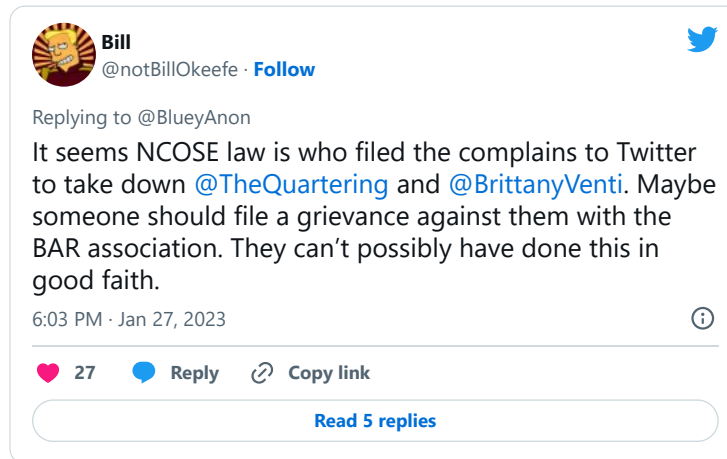 Bill
@notBillOkeefe · Follow
Replying to @BlueyAnon
It seems NCOSE law is who filed the complains to Twitter
to take down @TheQuartering and @BrittanyVenti. Maybe
someone should file a grievance against them with the
BAR association. They can’t possibly have done this in
good faith.
6:03 PM · Jan 27, 2023
27 Reply Copy link
Read 5 replies